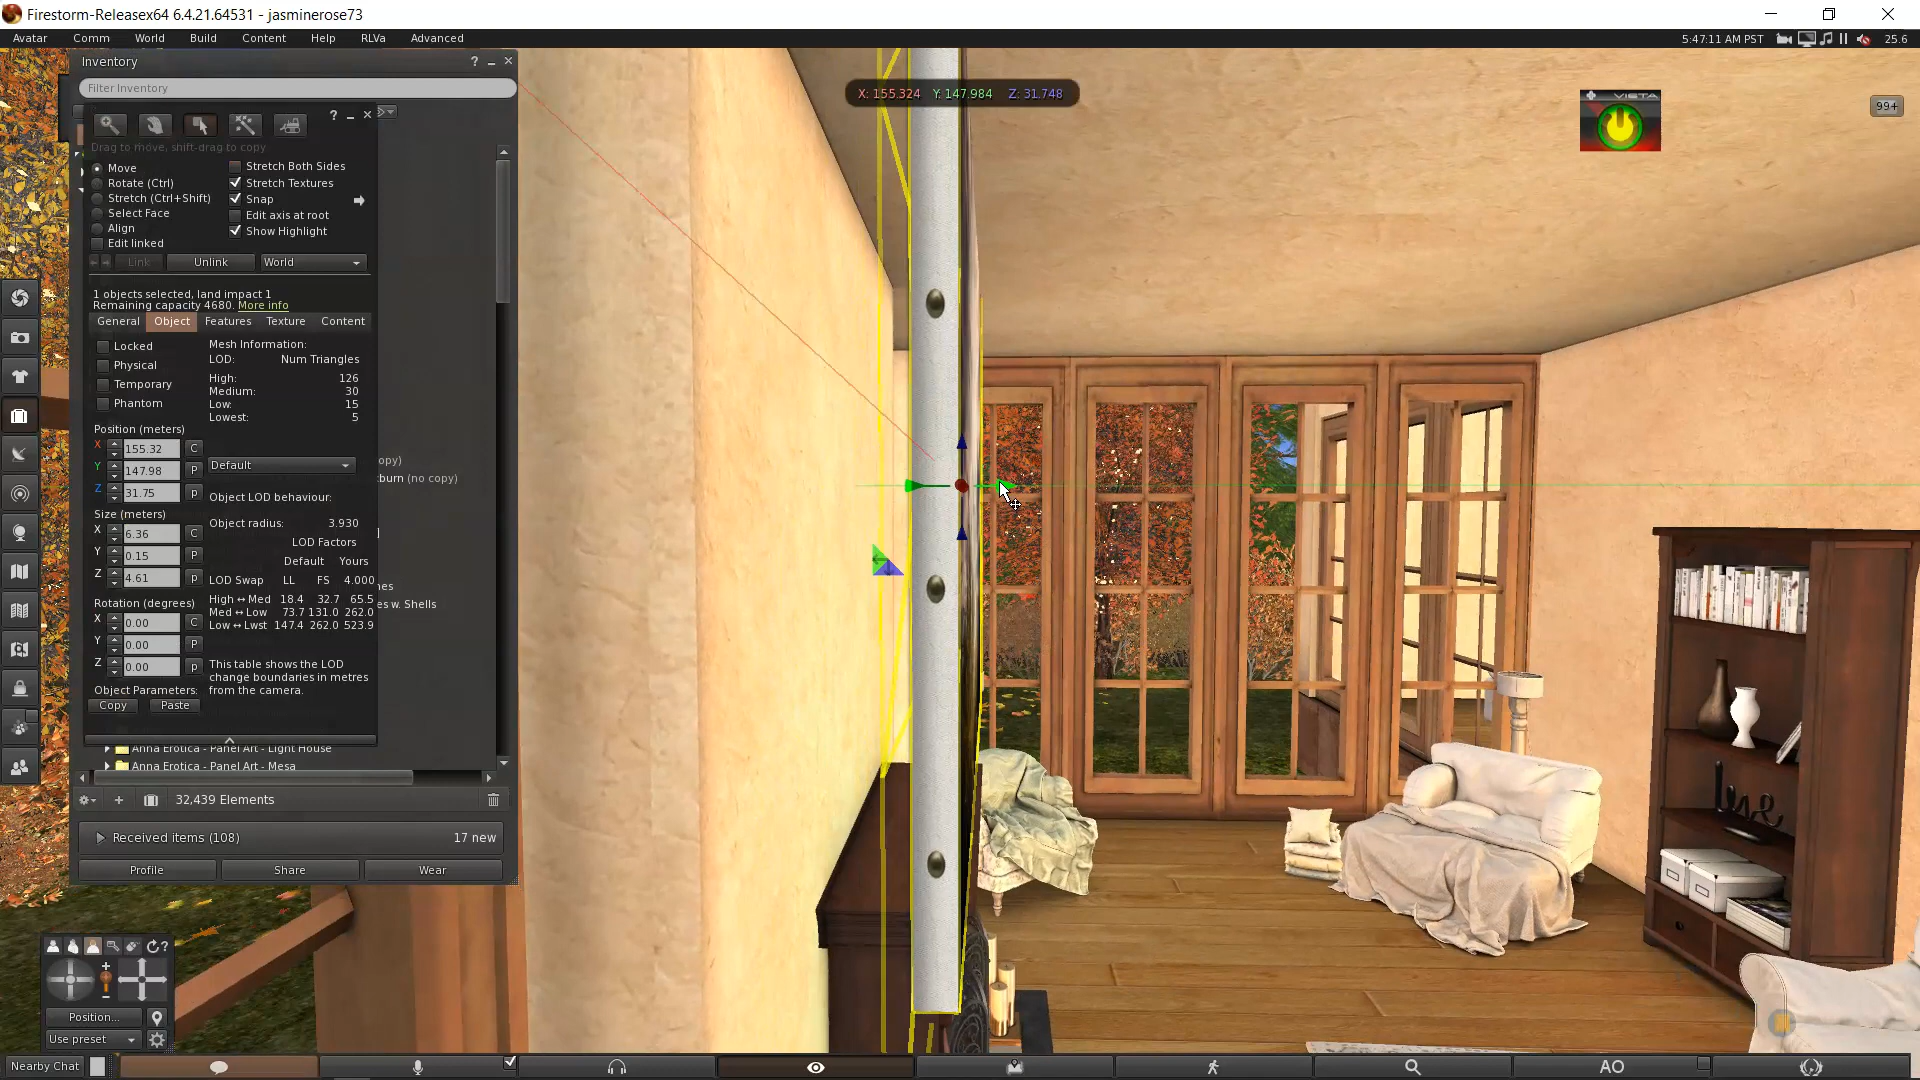 Firestorm-Releasex64 6.4.21.64531 - jasminerose73
Avatar Comm World Build Content Help RLVa Advanced
5:47:11 AM PST 25.6
Inventory
Filter Inventory
X: 155.324 Y: 147.984 Z: 31.748
VISTA
99+
Drag to move, shift-drag to copy
Move
Rotate (Ctrl)
Stretch (Ctrl+Shift)
Select Face
Align
Edit linked
Stretch Both Sides
Stretch Textures
Snap
Edit axis at root
Show Highlight
Link Unlink World
1 objects selected, land impact 1
Remaining capacity 4680. More info
General Object Features Texture Content
Locked
Physical
Temporary
Phantom
Mesh Information:
LOD: Num Triangles
High: 126
Medium: 30
Low: 15
Lowest: 5
Position (meters)
X 155.32 C
Y 147.98 P
Z 31.75 p
Size (meters)
X 6.36 C
Y 0.15 P
Z 4.61 p
Rotation (degrees)
X 0.00 C
Y 0.00 P
Z 0.00 p
Object Parameters:
Copy Paste
Default
Object LOD behaviour:
Object radius: 3.930
LOD Factors
Default Yours
LOD Swap LL FS 4.000
High↔Med 18.4 32.7 65.5
Med↔Low 73.7 131.0 262.0
Low↔Lwst 147.4 262.0 523.9
This table shows the LOD
change boundaries in metres
from the camera.
opy)
burn (no copy)
]
nes
es w. Shells
Anna Erotica - Panel Art - Light House
Anna Erotica - Panel Art - Mesa
32,439 Elements
Received items (108) 17 new
Profile Share Wear
Position...
Use preset
Nearby Chat
AO